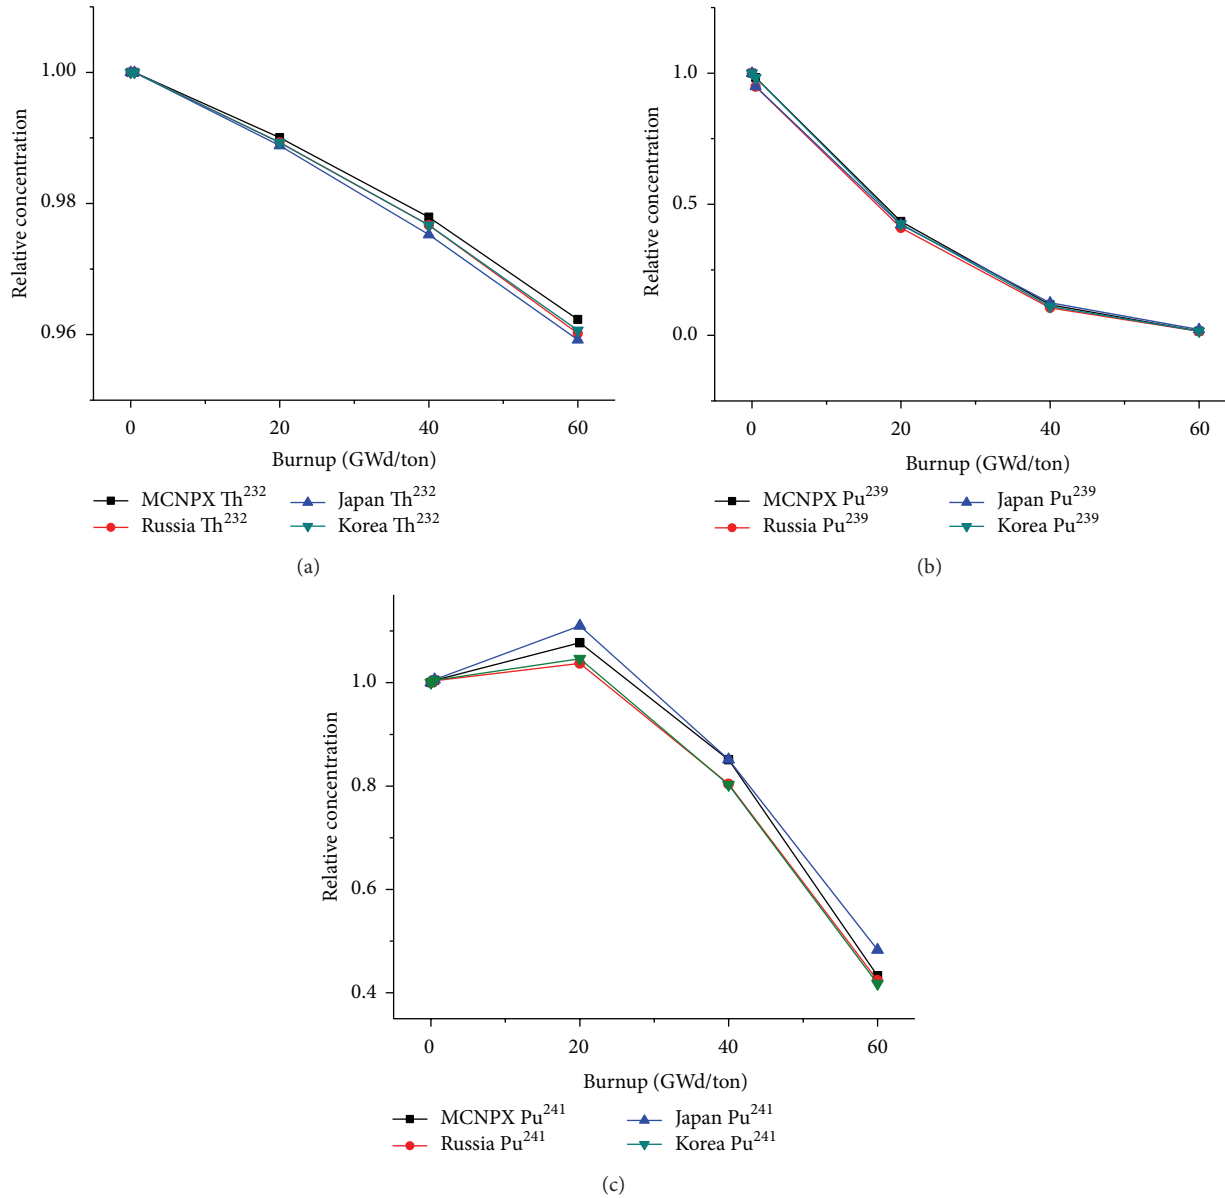 Relative concentration
1.00
0.98
0.96
0 20 40 60
Burnup (GWd/ton)
MCNPX Th²³² Japan Th²³²
Russia Th²³² Korea Th²³²
(a)
Relative concentration
1.0
0.5
0.0
0 20 40 60
Burnup (GWd/ton)
MCNPX Pu²³⁹ Japan Pu²³⁹
Russia Pu²³⁹ Korea Pu²³⁹
(b)
Relative concentration
1.0
0.8
0.6
0.4
0 20 40 60
Burnup (GWd/ton)
MCNPX Pu²⁴¹ Japan Pu²⁴¹
Russia Pu²⁴¹ Korea Pu²⁴¹
(c)